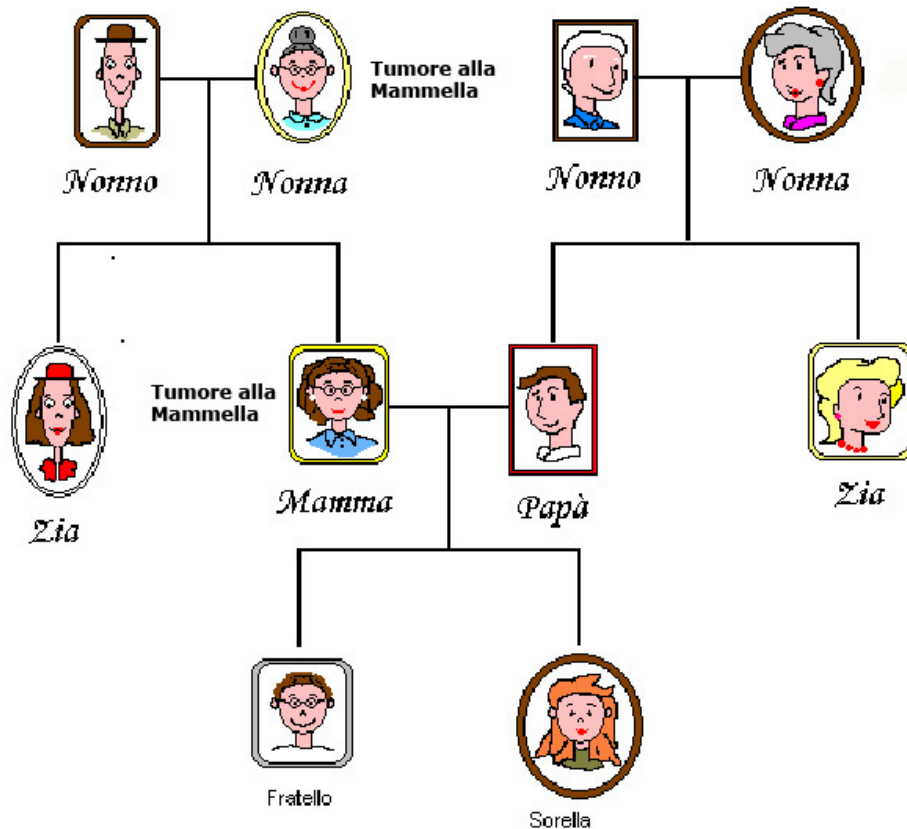 Tumore alla
Mammella
Nonno
Nonna
Nonno
Nonna
Tumore alla
Mammella
Zia
Mamma
Papà
Zia
Fratello
Sorella